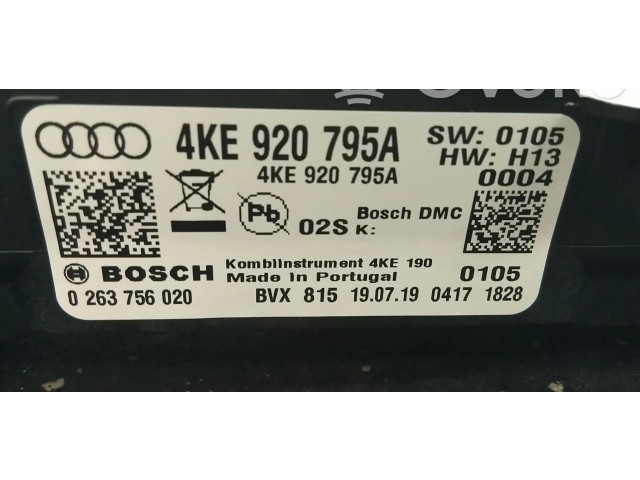 4KE 920 795A SW: 0105
HW: H13
4KE 920 795A 0004
Pb 02S Bosch DMC
K:
BOSCH Kombiinstrument 4KE 190
Made in Portugal 0105
0 263 756 020 BVX 815 19.07.19 0417 1828